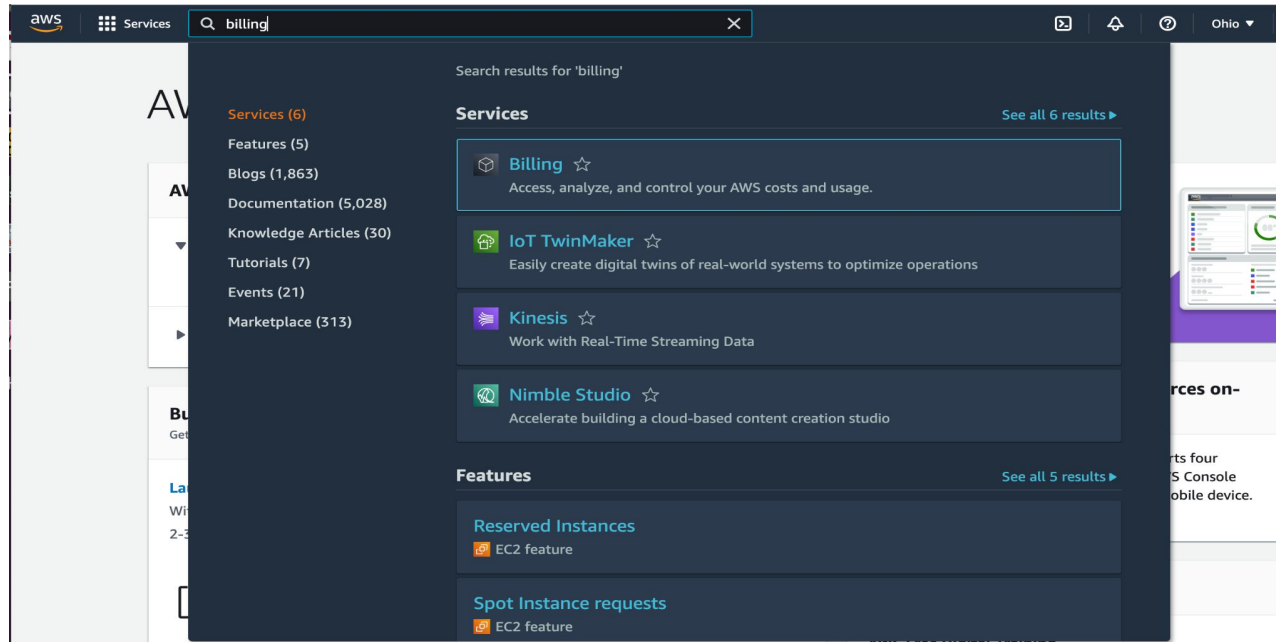 aws
Services
billing
Ohio
Search results for 'billing'
Services (6)
Features (5)
Blogs (1,863)
Documentation (5,028)
Knowledge Articles (30)
Tutorials (7)
Events (21)
Marketplace (313)
Services
See all 6 results
Billing
Access, analyze, and control your AWS costs and usage.
IoT TwinMaker
Easily create digital twins of real-world systems to optimize operations
Kinesis
Work with Real-Time Streaming Data
Nimble Studio
Accelerate building a cloud-based content creation studio
Features
See all 5 results
Reserved Instances
EC2 feature
Spot Instance requests
EC2 feature
Get
2-3
rces on-
rts four
S Console
obile device.